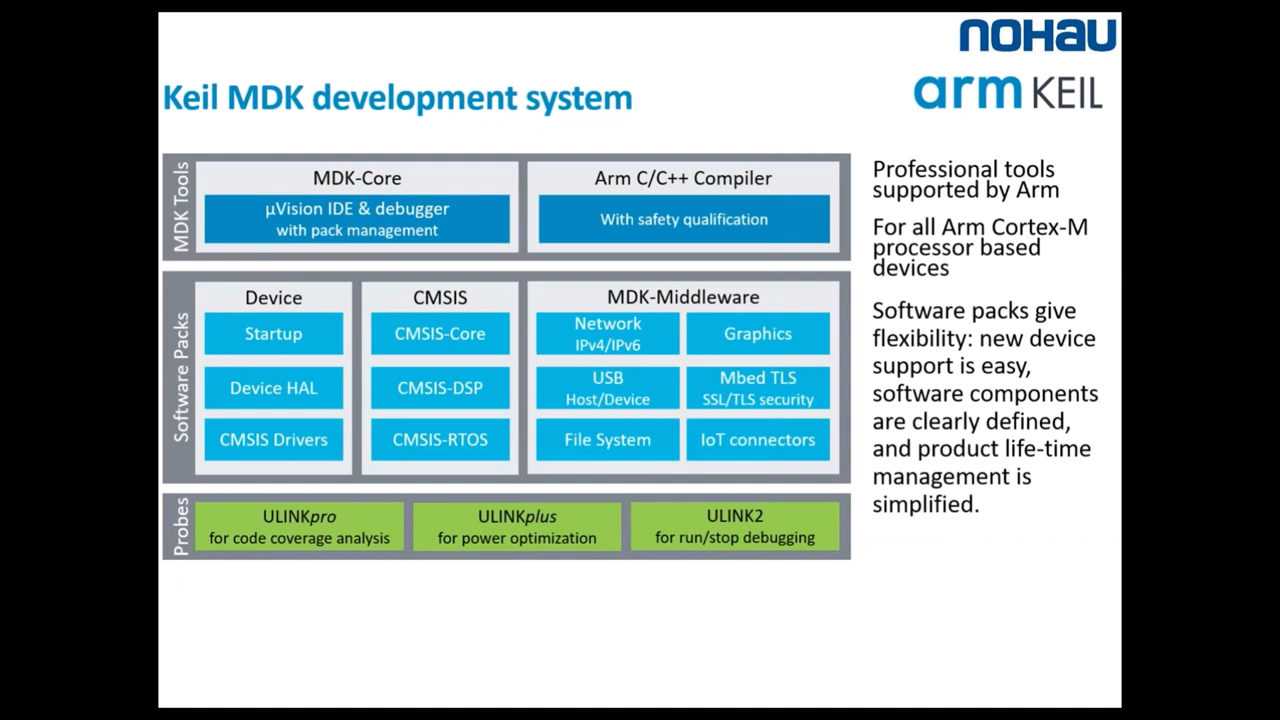 nohau
arm KEIL
Keil MDK development system
MDK Tools
MDK-Core
µVision IDE & debugger
with pack management
Arm C/C++ Compiler
With safety qualification
Software Packs
Device
Startup
Device HAL
CMSIS Drivers
CMSIS
CMSIS-Core
CMSIS-DSP
CMSIS-RTOS
MDK-Middleware
Network
IPv4/IPv6
Graphics
USB
Host/Device
Mbed TLS
SSL/TLS security
File System
IoT connectors
Probes
ULINKpro
for code coverage analysis
ULINKplus
for power optimization
ULINK2
for run/stop debugging
Professional tools
supported by Arm
For all Arm Cortex-M
processor based
devices
Software packs give
flexibility: new device
support is easy,
software components
are clearly defined,
and product life-time
management is
simplified.